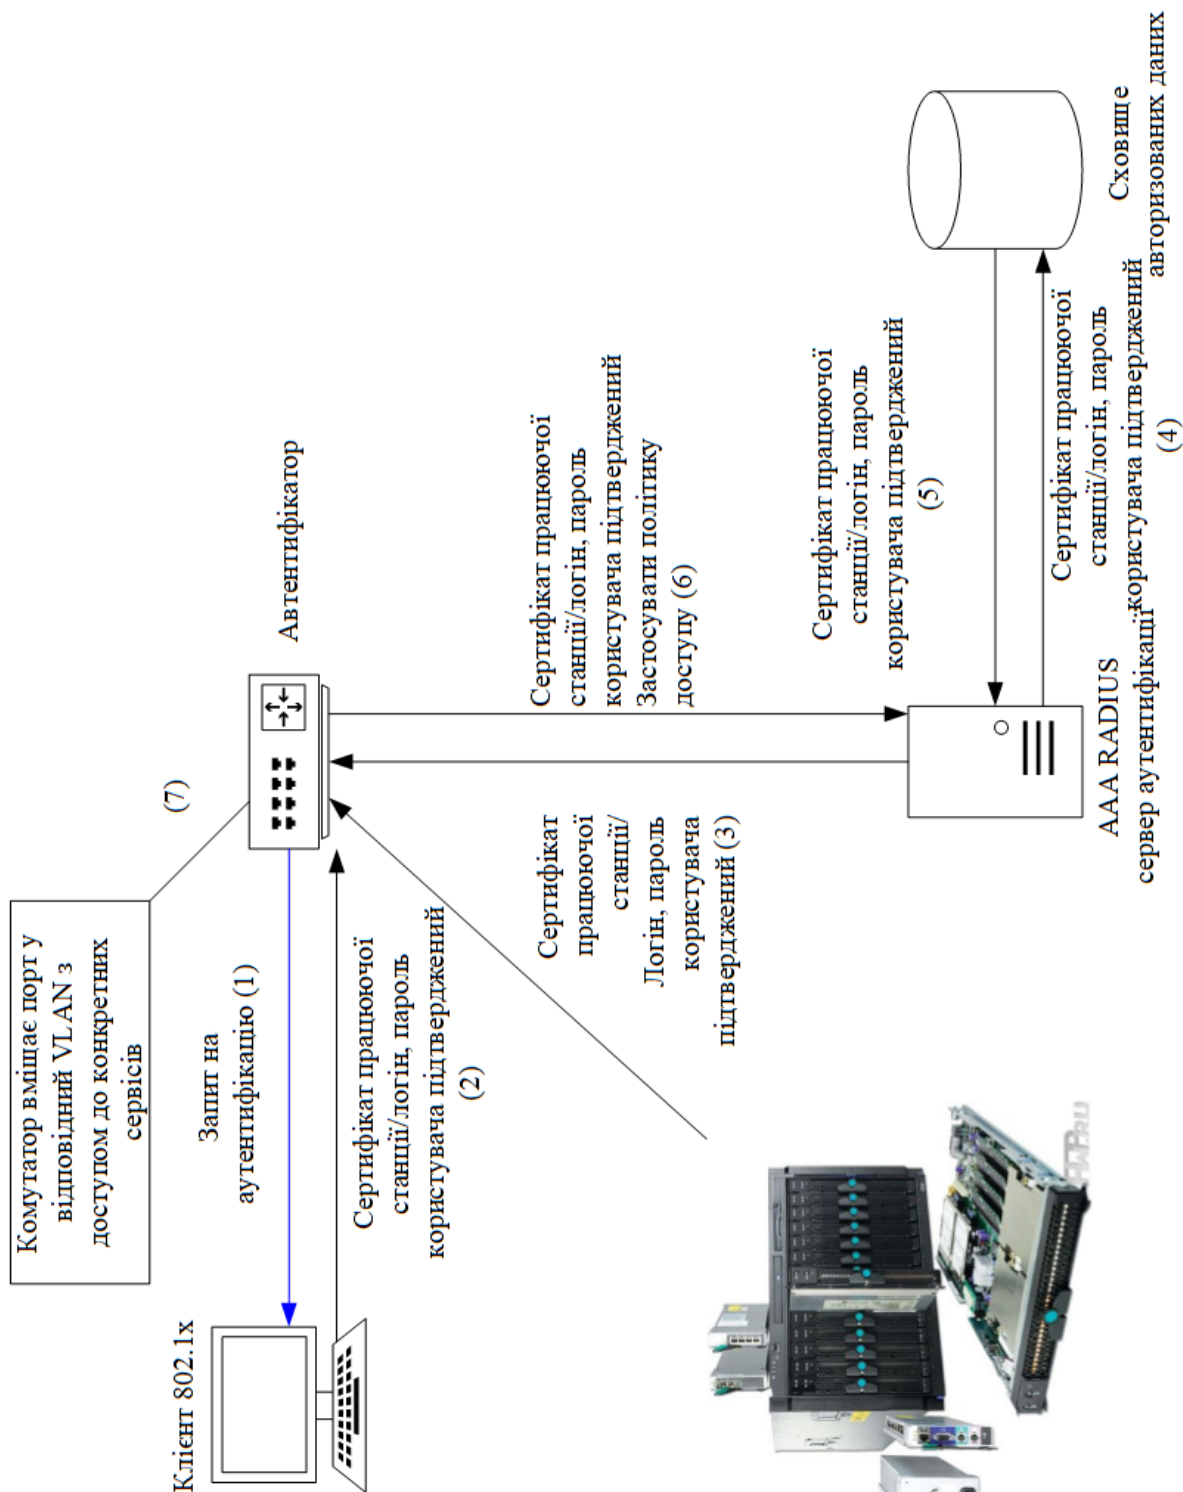 Комутатор вміщає порт у
відповідний VLAN з
доступом до конкретних
сервісів
(7)
Клієнт 802.1x
Запит на
аутентифікацію (1)
Сертифікат працюючої
станції/логін, пароль
користувача підтверджений
(2)
Автентифікатор
Сертифікат
працюючої
станції/
Логін, пароль
користувача
підтверджений (3)
Сертифікат працюючої
станції/логін, пароль
користувача підтверджений
Застосувати політику
доступу (6)
Сертифікат працюючої
станції/логін, пароль
користувача підтверджений
(5)
Сертифікат працюючої
станції/логін, пароль
користувача підтверджений
(4)
AAA RADIUS
сервер аутентифікації
Сховище
авторизованих даних